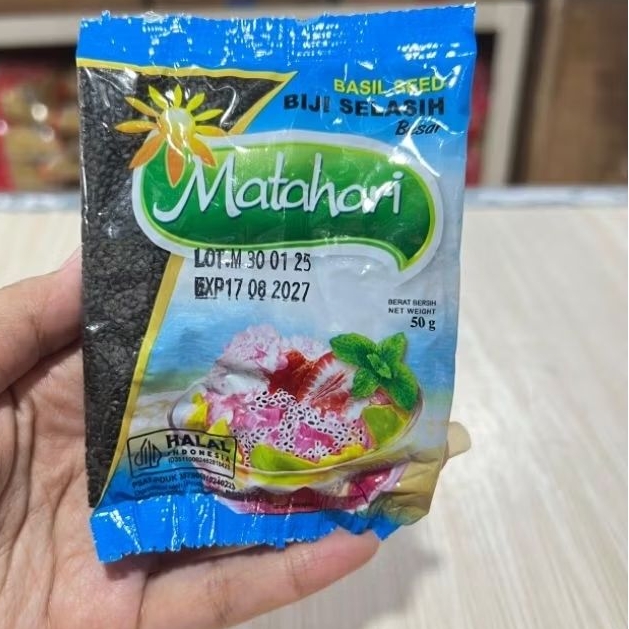 BASIL SEED
BIJI SELASIH
Besar
Matahari
LOT.M 30 01 25
EXP17 08 2027
BERAT BERSIH
NET WEIGHT
50 g
HALAL
INDONESIA